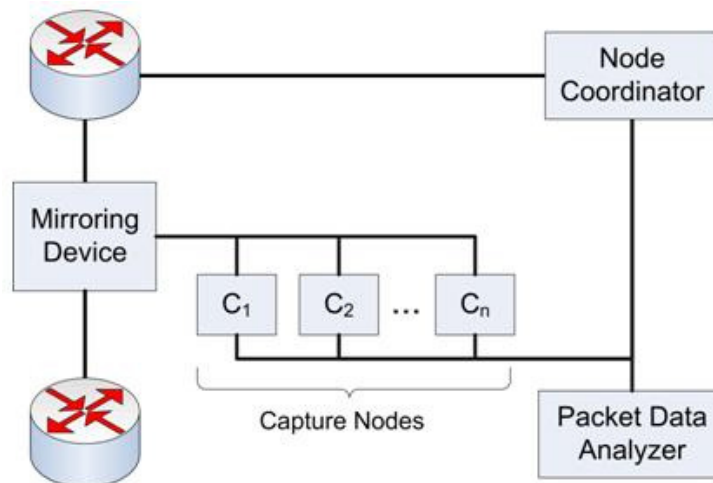 Node
Coordinator
Mirroring
Device
C₁
C₂
...
Cₙ
Capture Nodes
Packet Data
Analyzer